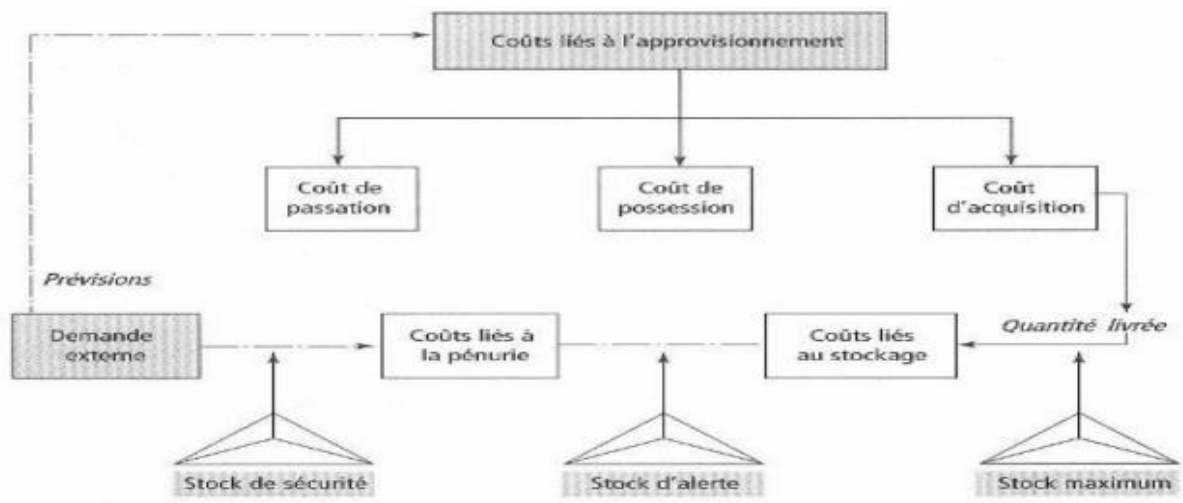 Coûts liés à l'approvisionnement
Coût de
passation
Coût de
possession
Coût
d'acquisition
Prévisions
Demande
externe
Coûts liés à
la pénurie
Coûts liés
au stockage
Quantité livrée
Stock de sécurité
Stock d'alerte
Stock maximum